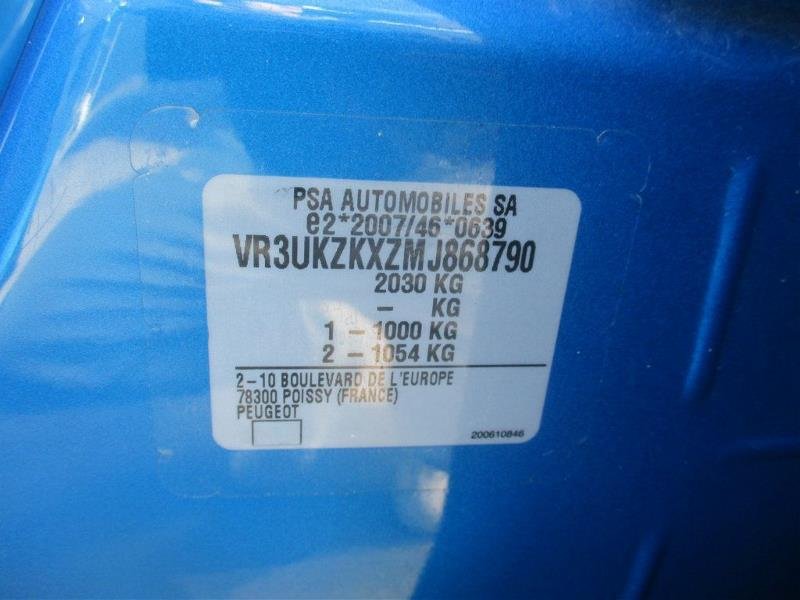 PSA AUTOMOBILES SA
e2*2007/46*0639
VR3UKZKXZMJ868790
2030 KG
– KG
1 – 1000 KG
2 – 1054 KG
2–10 BOULEVARD DE L'EUROPE
78300 POISSY (FRANCE)
PEUGEOT
200610846